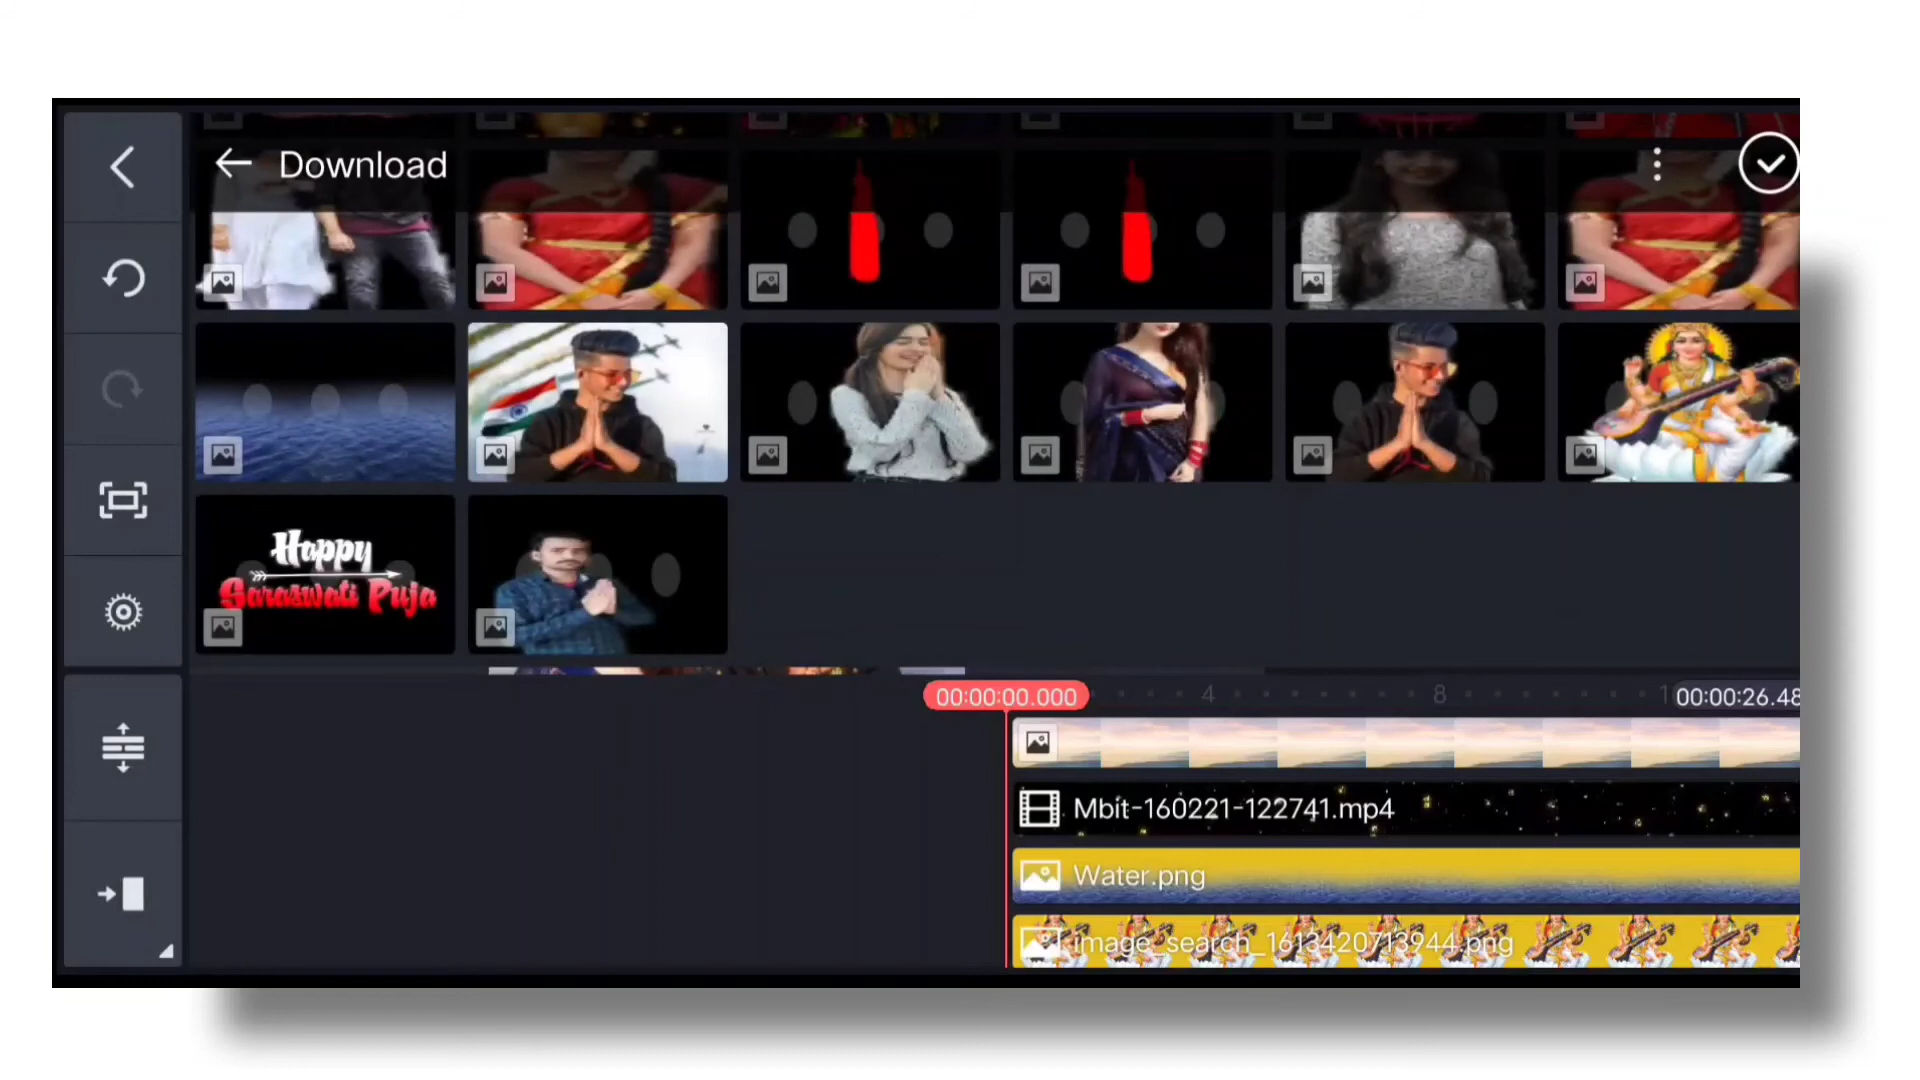 Download
Happy
Saraswati Puja
00:00:00.000
4
8
1
00:00:26.48
Mbit-160221-122741.mp4
Water.png
image_search_1613420713944.png